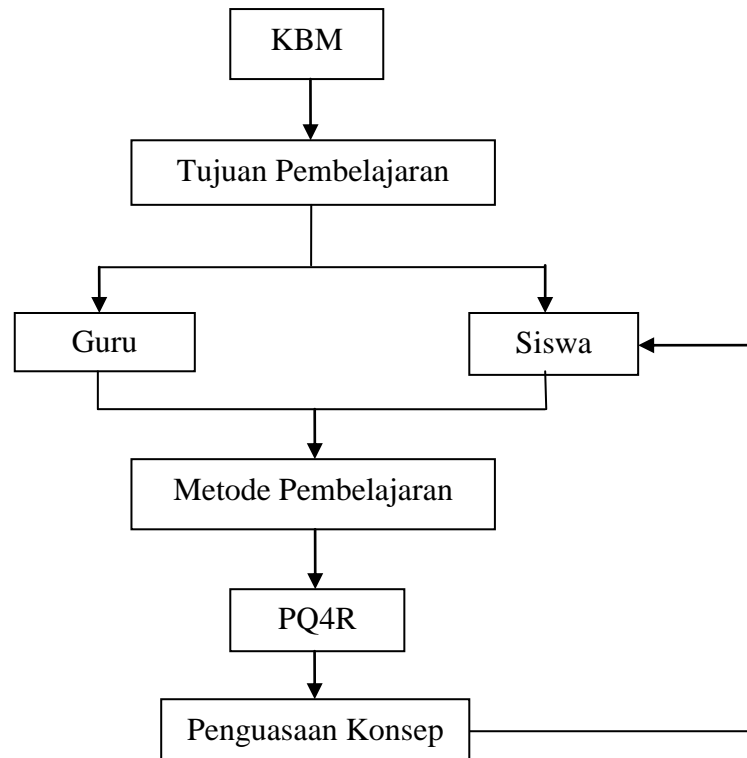 KBM
Tujuan Pembelajaran
Guru
Siswa
Metode Pembelajaran
PQ4R
Penguasaan Konsep